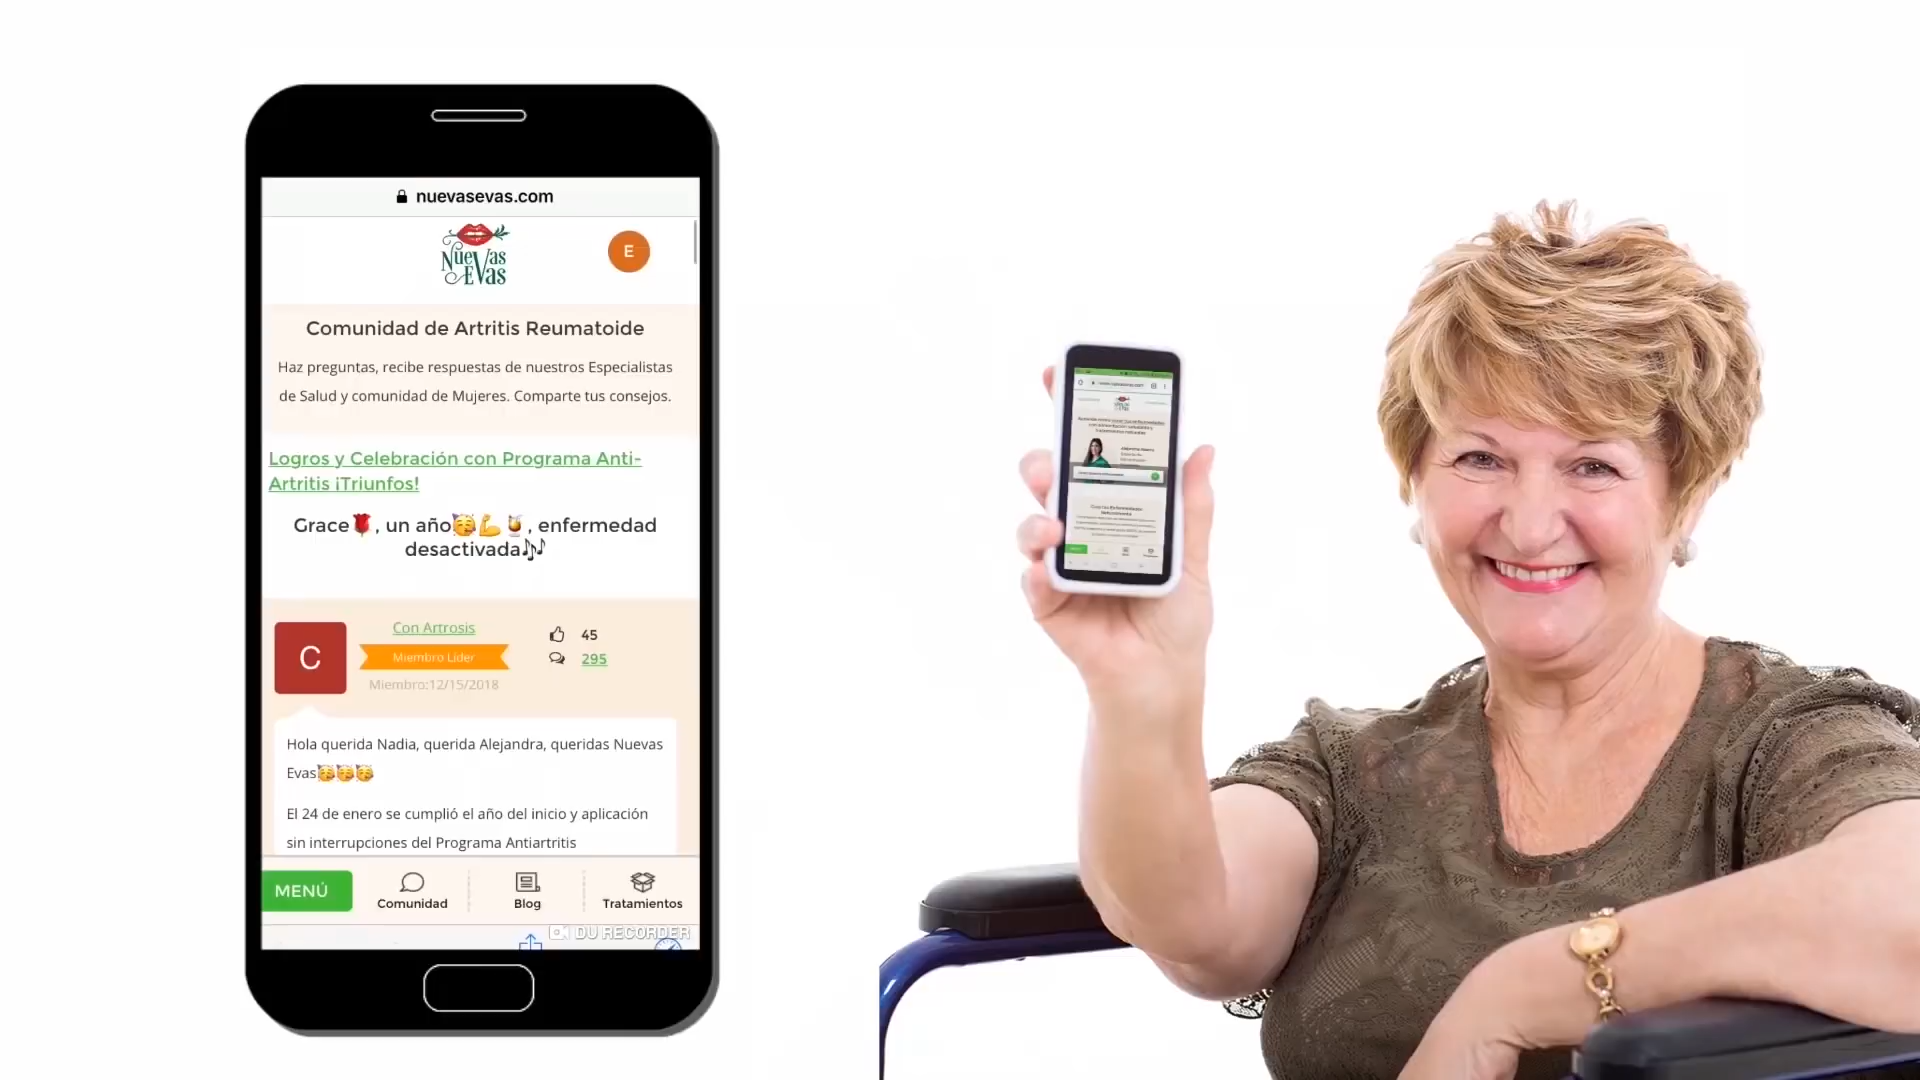 nuevasevas.com
NUEVAS
EVAS
E
Comunidad de Artritis Reumatoide
Haz preguntas, recibe respuestas de nuestros Especialistas
de Salud y comunidad de Mujeres. Comparte tus consejos.
Logros y Celebración con Programa Anti-
Artritis ¡Triunfos!
Grace🌹, un año🥳💪🧉, enfermedad
desactivada🎶
C
Con Artrosis
45
Miembro Líder
295
Miembro:12/15/2018
Hola querida Nadia, querida Alejandra, queridas Nuevas
Evas🥳🥳🥳
El 24 de enero se cumplió el año del inicio y aplicación
sin interrupciones del Programa Antiartritis
MENÚ
Comunidad
Blog
Tratamientos
DU RECORDER